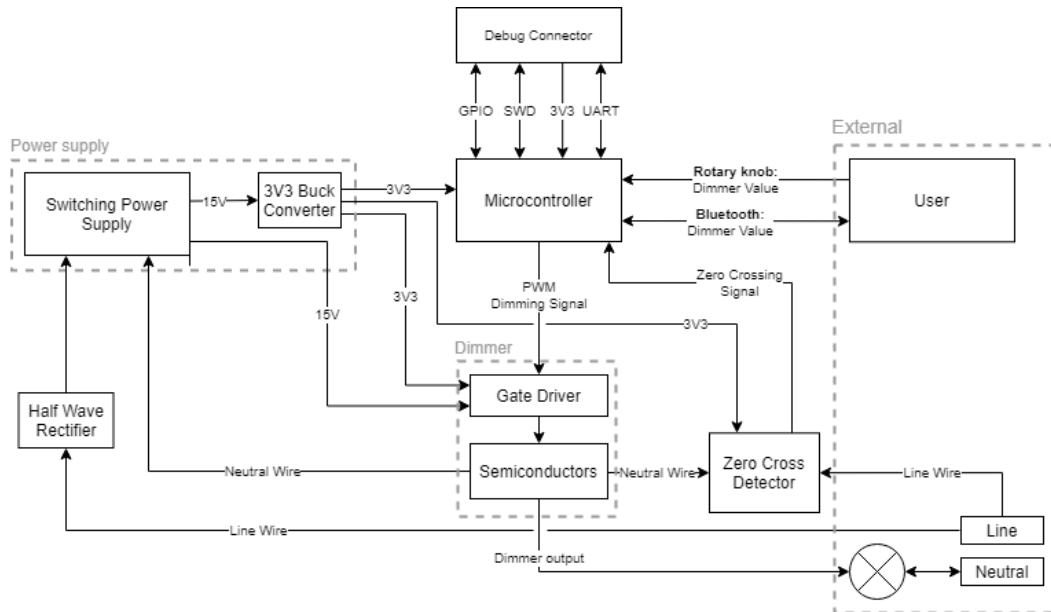 Debug Connector
GPIO
SWD
3V3
UART
Power supply
External
Switching Power
Supply
15V
3V3 Buck
Converter
3V3
Microcontroller
Rotary knob:
Dimmer Value
Bluetooth:
Dimmer Value
User
Zero Crossing
Signal
PWM
Dimming Signal
3V3
15V
3V3
Dimmer
Gate Driver
Half Wave
Rectifier
Semiconductors
Neutral Wire
Neutral Wire
Zero Cross
Detector
Line Wire
Line Wire
Line
Dimmer output
Neutral